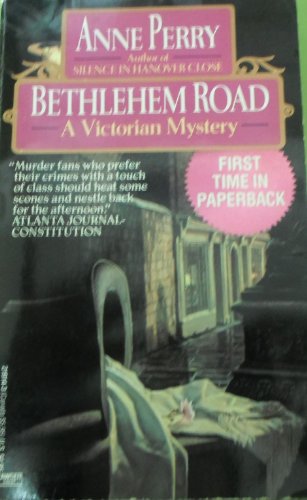 ANNE PERRY
Author of
SILENCE IN HANOVER CLOSE
BETHLEHEM ROAD
A Victorian Mystery
"Murder fans who prefer
their crimes with a touch
of class should heat some
scones and nestle back
for the afternoon."
ATLANTA JOURNAL-
CONSTITUTION
FIRST
TIME IN
PAPERBACK